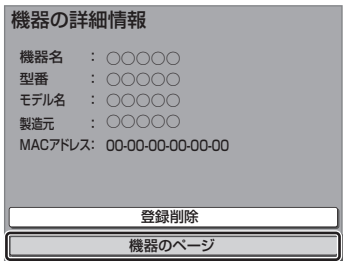 機器の詳細情報
機器名 : ○○○○○
型番 : ○○○○○
モデル名 : ○○○○○
製造元 : ○○○○○
MACアドレス: 00-00-00-00-00-00
登録削除
機器のページ